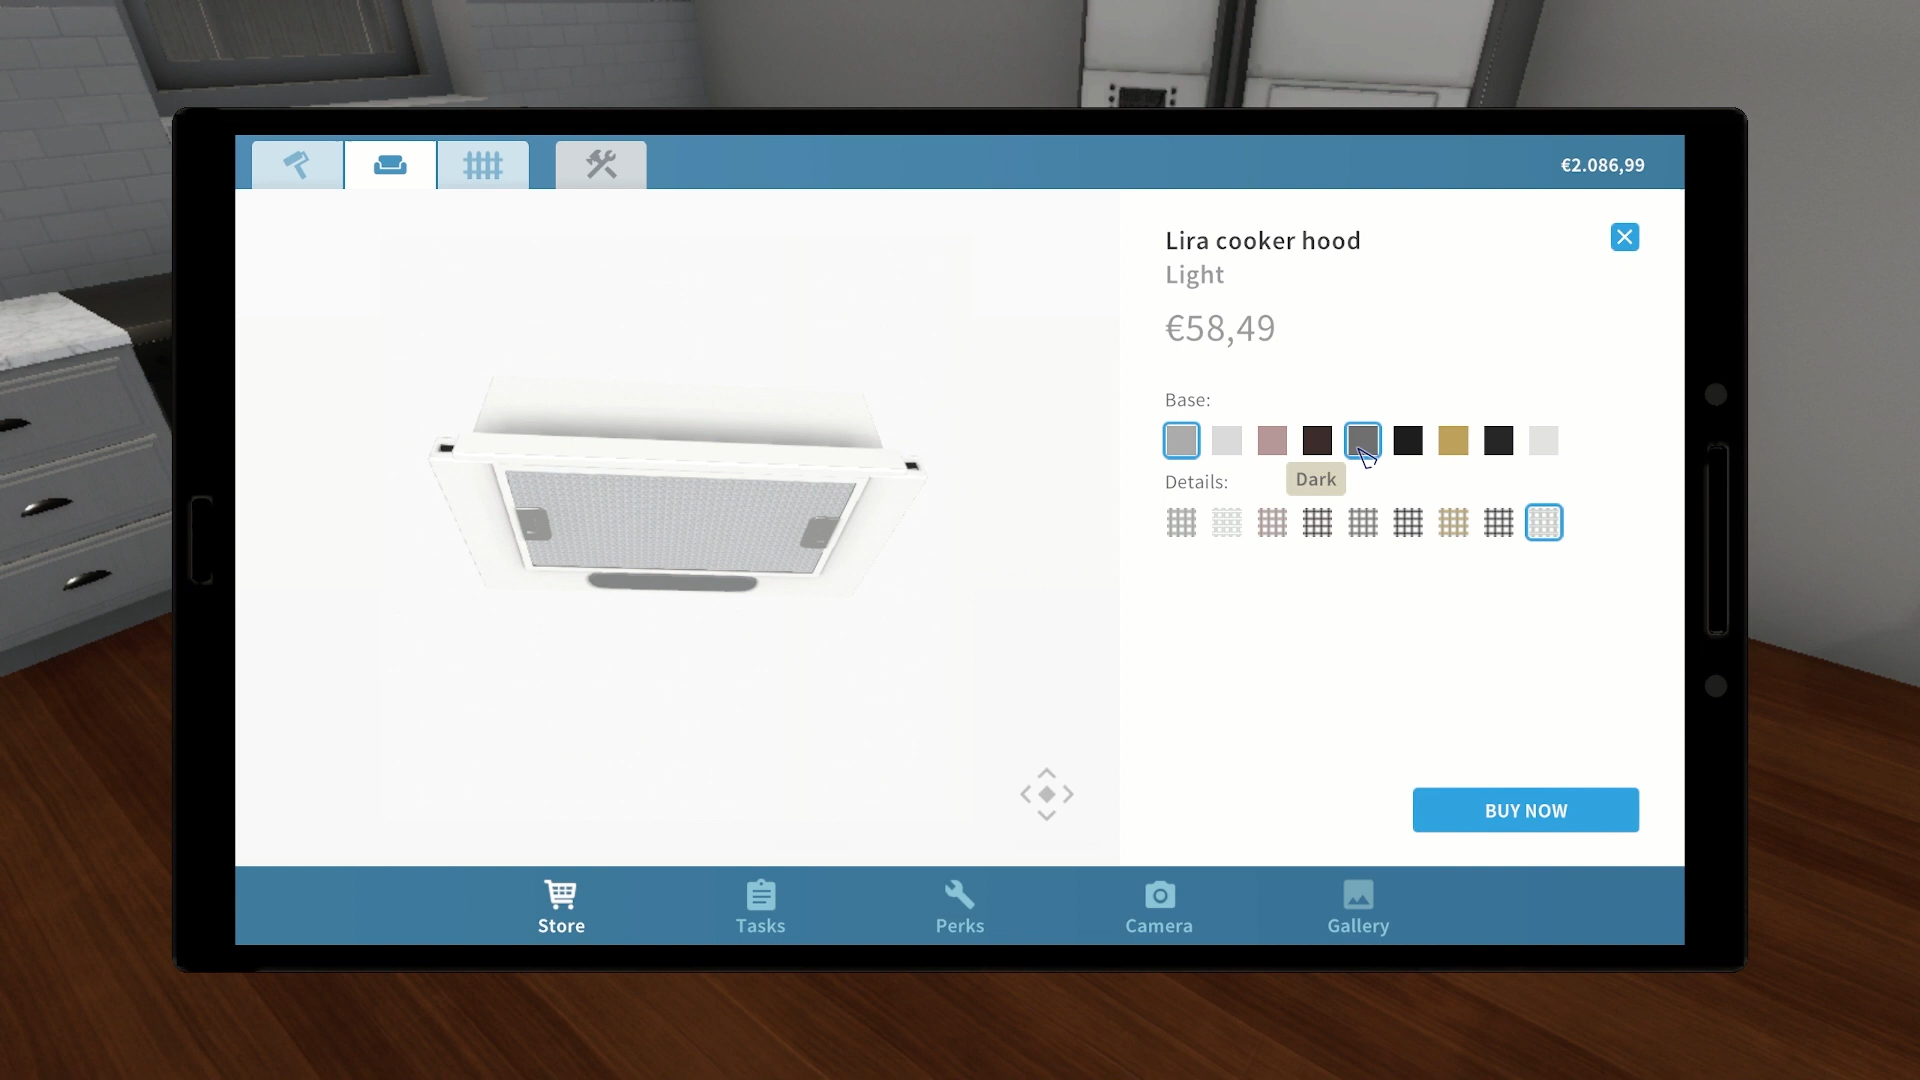 €2.086,99
Lira cooker hood
Light
€58,49
Base:
Dark
Details:
BUY NOW
Store
Tasks
Perks
Camera
Gallery